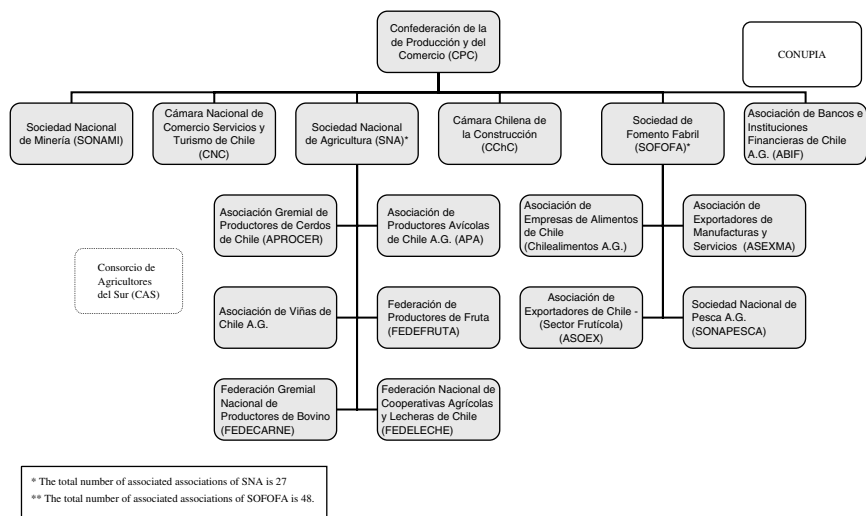 Confederación de la
de Producción y del
Comercio (CPC)
CONUPIA
Sociedad Nacional
de Minería (SONAMI)
Cámara Nacional de
Comercio Servicios y
Turismo de Chile
(CNC)
Sociedad Nacional
de Agricultura (SNA)*
Cámara Chilena de
la Construcción
(CChC)
Sociedad de
Fomento Fabril
(SOFOFA)*
Asociación de Bancos e
Instituciones
Financieras de Chile
A.G. (ABIF)
Asociación Gremial de
Productores de Cerdos
de Chile (APROCER)
Asociación de
Productores Avícolas
de Chile A.G. (APA)
Asociación de
Empresas de Alimentos
de Chile
(Chilealimentos A.G.)
Asociación de
Exportadores de
Manufacturas y
Servicios (ASEXMA)
Consorcio de
Agricultores
del Sur (CAS)
Asociación de Viñas de
Chile A.G.
Federación de
Productores de Fruta
(FEDEFRUTA)
Asociación de
Exportadores de Chile -
(Sector Frutícola)
(ASOEX)
Sociedad Nacional de
Pesca A.G.
(SONAPESCA)
Federación Gremial
Nacional de
Productores de Bovino
(FEDECARNE)
Federación Nacional de
Cooperativas Agrícolas
y Lecheras de Chile
(FEDELECHE)
* The total number of associated associations of SNA is 27
** The total number of associated associations of SOFOFA is 48.